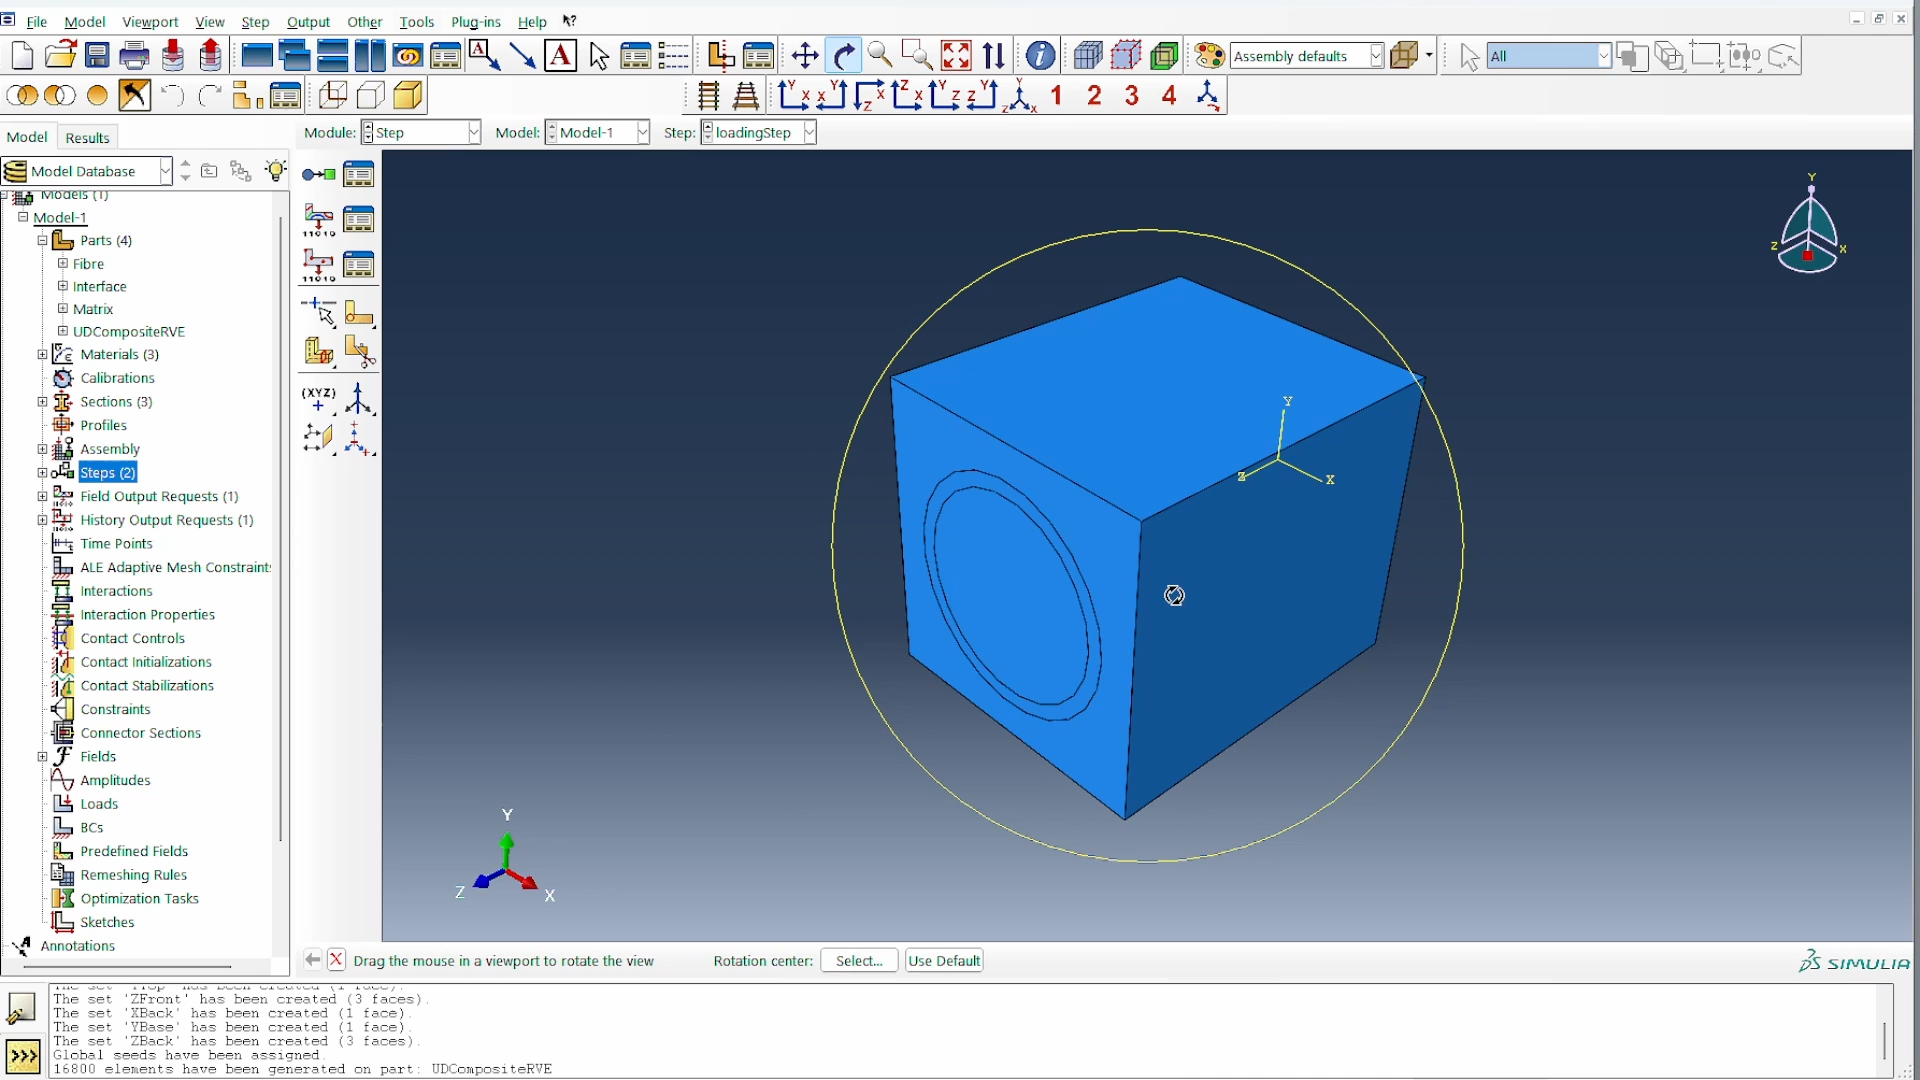 File Model Viewport View Step Output Other Tools Plug-ins Help
Assembly defaults All
1 2 3 4
Model Results Module: Step Model: Model-1 Step: loadingStep
Model Database
Models (1)
Model-1
Parts (4)
Fibre
Interface
Matrix
UDCompositeRVE
Materials (3)
Calibrations
Sections (3)
Profiles
Assembly
Steps (2)
Field Output Requests (1)
History Output Requests (1)
Time Points
ALE Adaptive Mesh Constraints
Interactions
Interaction Properties
Contact Controls
Contact Initializations
Contact Stabilizations
Constraints
Connector Sections
Fields
Amplitudes
Loads
BCs
Predefined Fields
Remeshing Rules
Optimization Tasks
Sketches
Annotations
(XYZ)
Y
Z X
Y
Z X
Y
Z X
Drag the mouse in a viewport to rotate the view Rotation center: Select... Use Default
SIMULIA
The set 'ZFront' has been created (3 faces).
The set 'XBack' has been created (1 face).
The set 'YBase' has been created (1 face).
The set 'ZBack' has been created (3 faces).
Global seeds have been assigned.
16800 elements have been generated on part: UDCompositeRVE